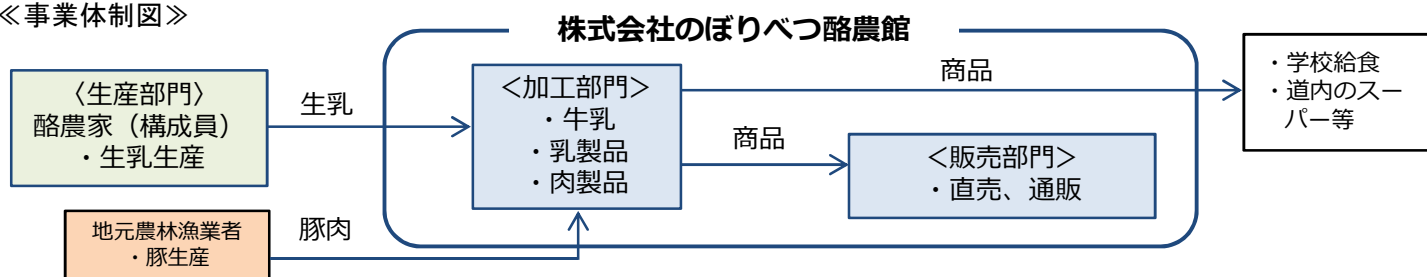 ≪事業体制図≫
株式会社のぼりべつ酪農館
〈生産部門〉
酪農家（構成員）
・生乳生産
生乳
＜加工部門＞
・牛乳
・乳製品
・肉製品
商品
・学校給食
・道内のスー
パー等
商品
＜販売部門＞
・直売、通販
地元農林漁業者
・豚生産
豚肉